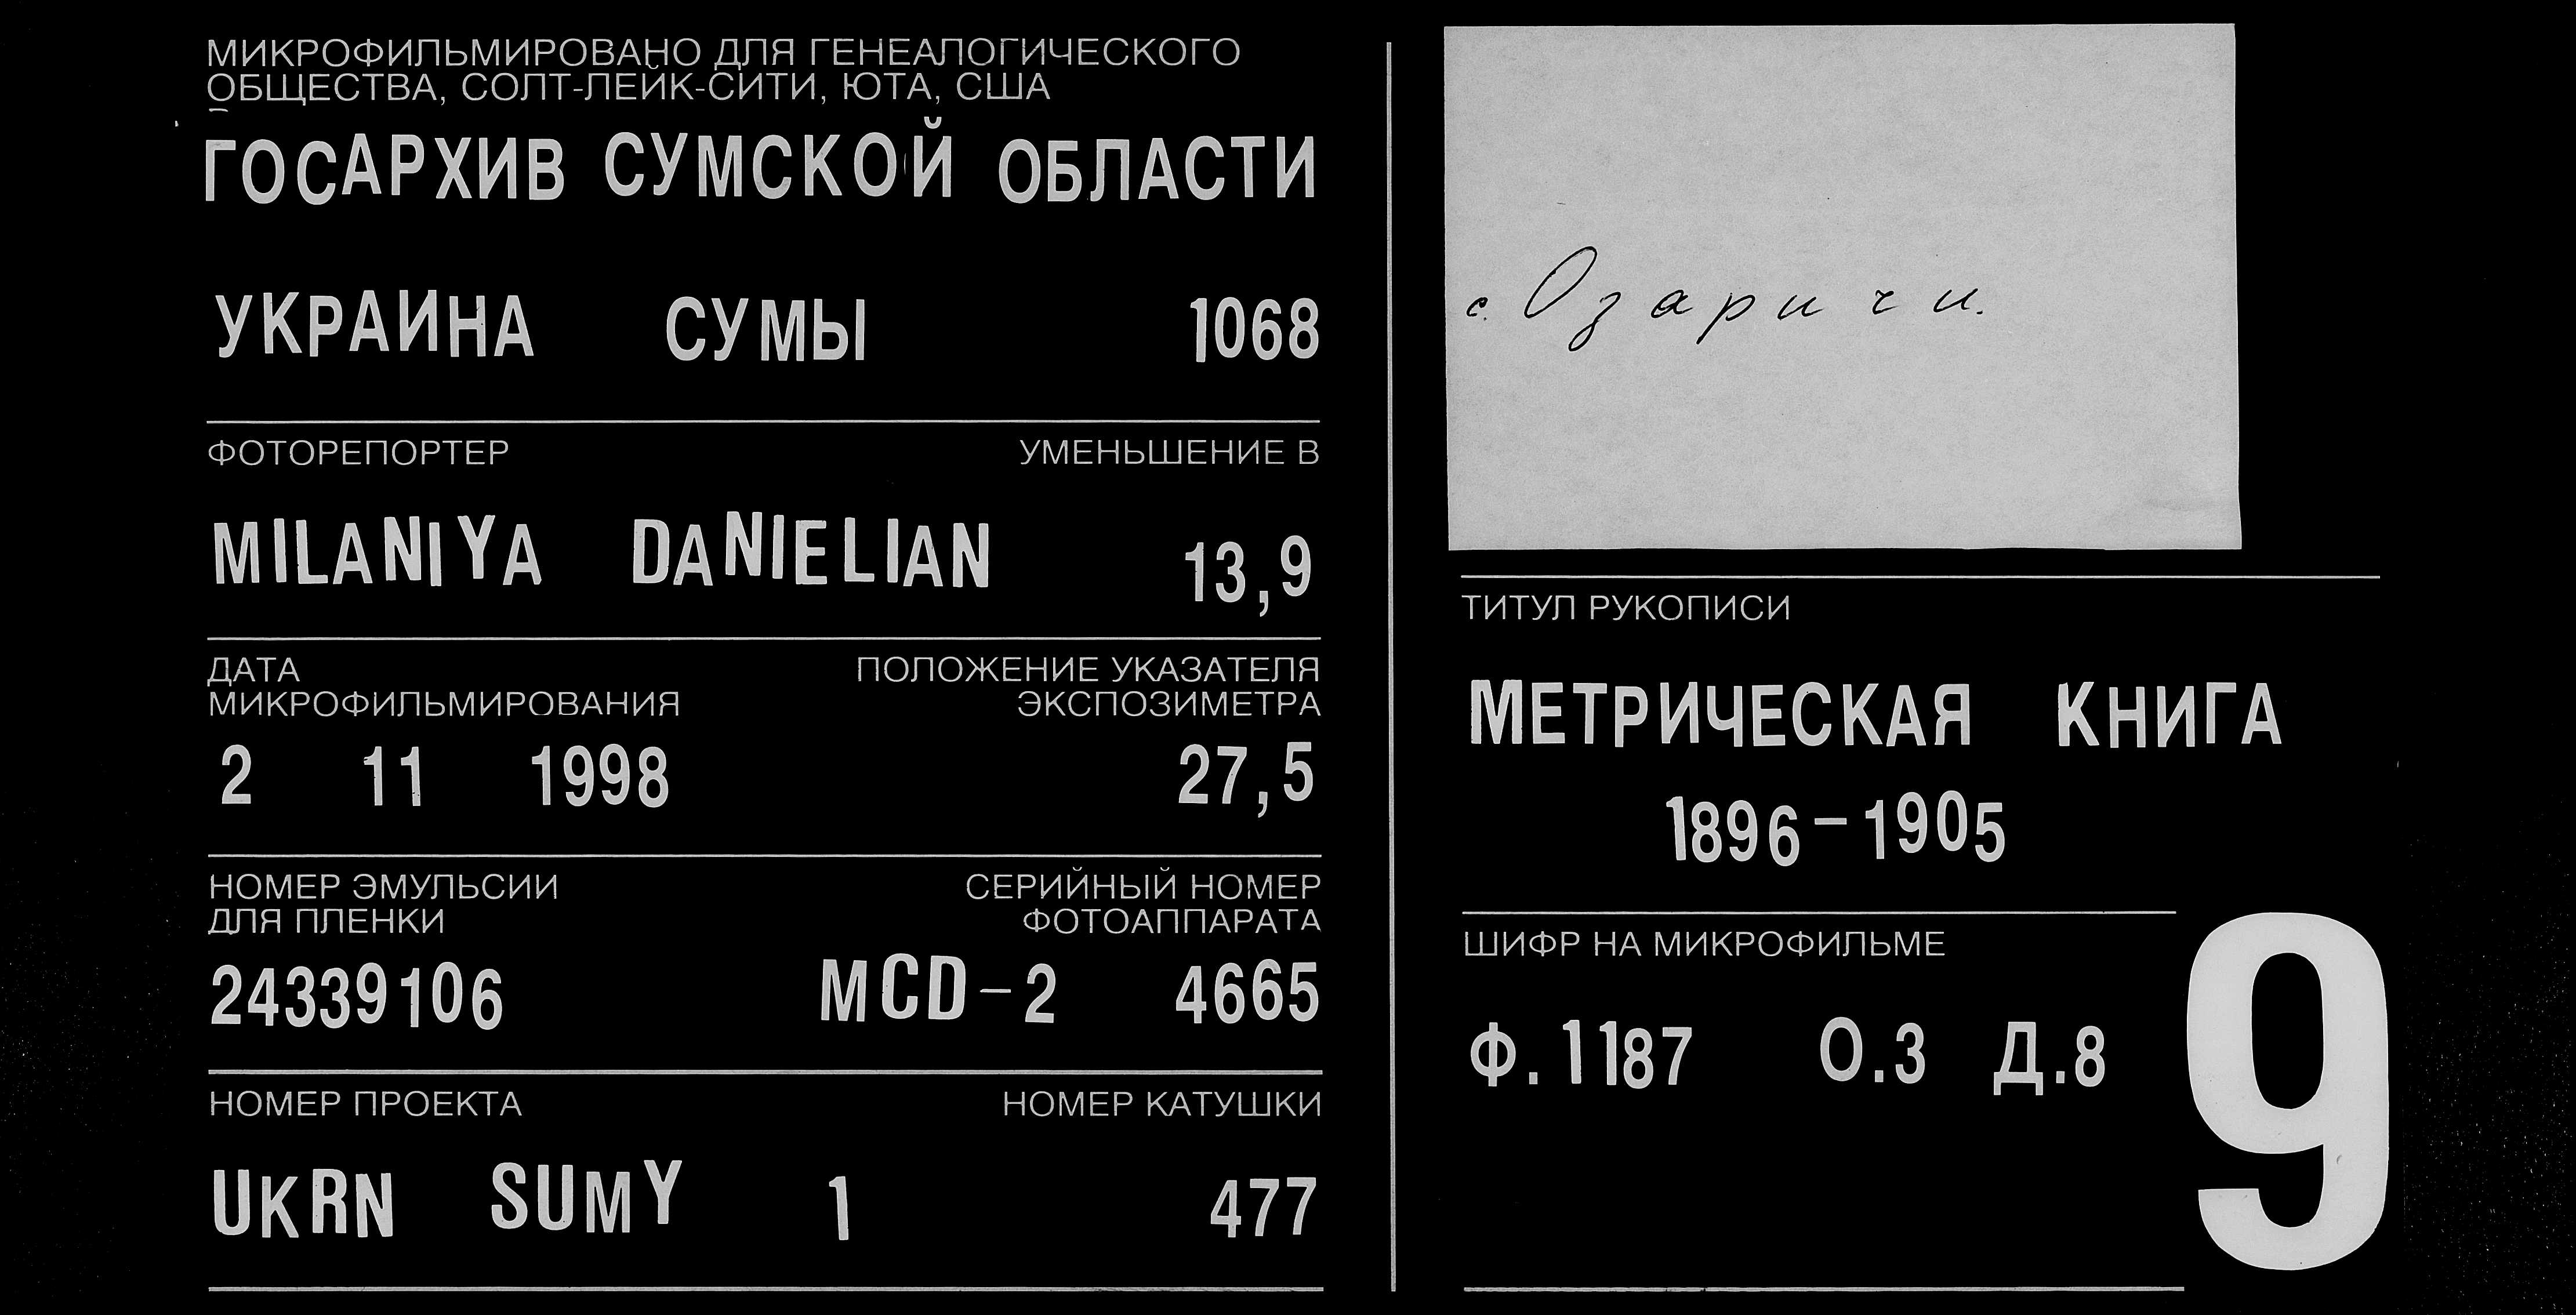 МИКРОФИЛЬМИРОВАНО ДЛЯ ГЕНЕАЛОГИЧЕСКОГО
ОБЩЕСТВА, СОЛТ-ЛЕЙК-СИТИ, ЮТА, США
ГОСАРХИВ СУМСКОЙ ОБЛАСТИ
УКРАИНА СУМЫ 1068
ФОТОРЕПОРТЕР УМЕНЬШЕНИЕ В
MILANIYA DANIELIAN 13,9
ДАТА ПОЛОЖЕНИЕ УКАЗАТЕЛЯ
МИКРОФИЛЬМИРОВАНИЯ ЭКСПОЗИМЕТРА
2 11 1998 27,5
НОМЕР ЭМУЛЬСИИ СЕРИЙНЫЙ НОМЕР
ДЛЯ ПЛЕНКИ ФОТОАППАРАТА
24339106 MCD-2 4665
НОМЕР ПРОЕКТА НОМЕР КАТУШКИ
UKRN SUMY 1 477
с. Озаричи.
ТИТУЛ РУКОПИСИ
МЕТРИЧЕСКАЯ КНИГА
1896-1905
ШИФР НА МИКРОФИЛЬМЕ
Ф.1187 О.3 Д.8
9